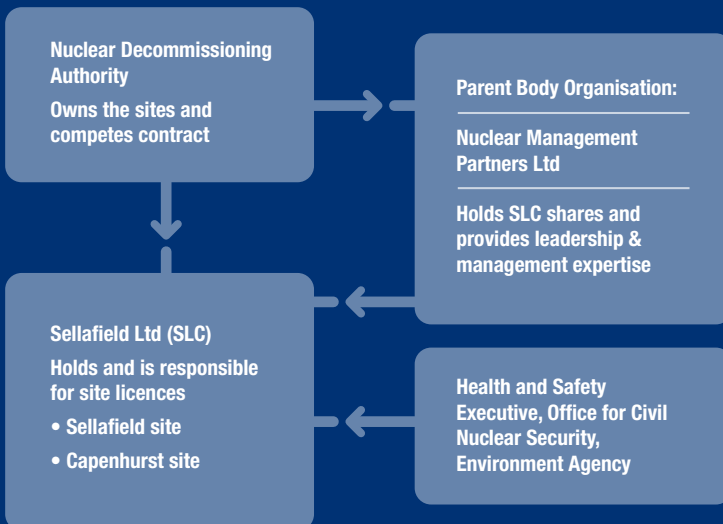 Nuclear Decommissioning
Authority
Owns the sites and
competes contract
Parent Body Organisation:
Nuclear Management
Partners Ltd
Holds SLC shares and
provides leadership &
management expertise
Sellafield Ltd (SLC)
Holds and is responsible
for site licences
• Sellafield site
• Capenhurst site
Health and Safety
Executive, Office for Civil
Nuclear Security,
Environment Agency